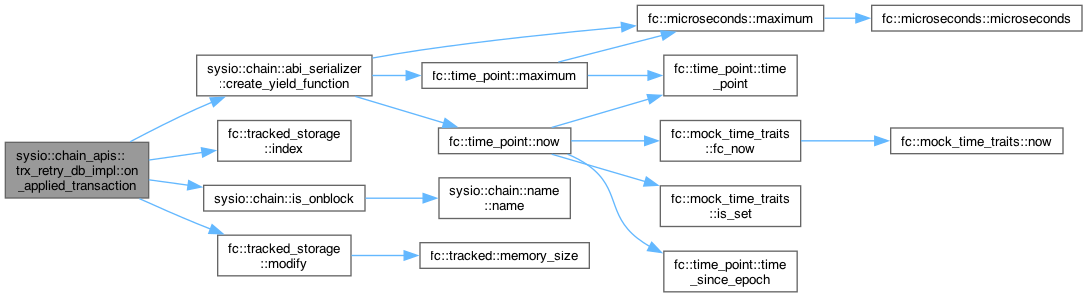 sysio::chain_apis::
trx_retry_db_impl::on
_applied_transaction
sysio::chain::abi_serializer
::create_yield_function
fc::tracked_storage
::index
sysio::chain::is_onblock
fc::tracked_storage
::modify
fc::time_point::maximum
fc::time_point::now
sysio::chain::name
::name
fc::tracked::memory_size
fc::microseconds::maximum
fc::time_point::time
_point
fc::mock_time_traits
::fc_now
fc::mock_time_traits
::is_set
fc::time_point::time
_since_epoch
fc::microseconds::microseconds
fc::mock_time_traits::now